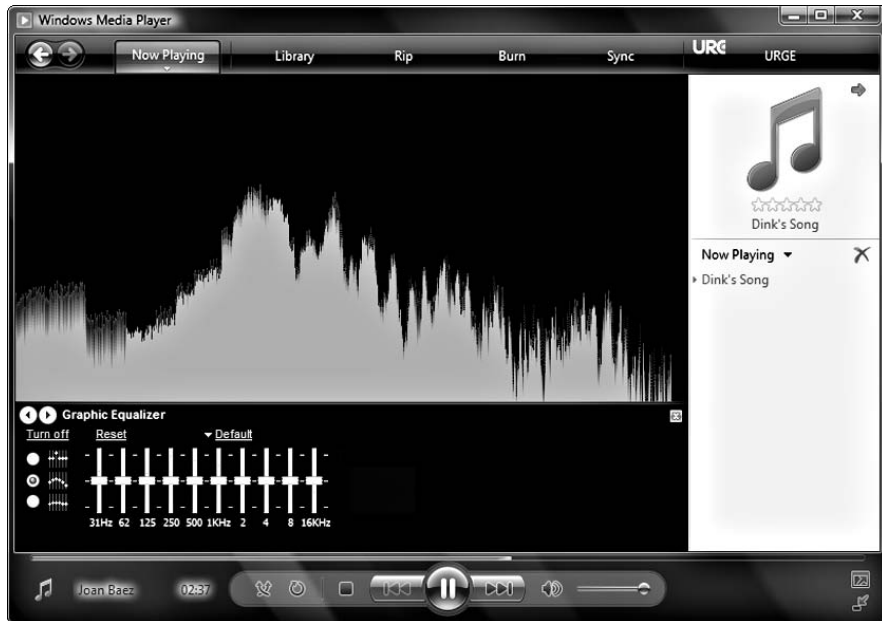 Windows Media Player
Now Playing Library Rip Burn Sync URGE URGE
Dink's Song
Now Playing
Dink's Song
Graphic Equalizer
Turn off Reset Default
31Hz 62 125 250 500 1KHz 2 4 8 16KHz
Joan Baez 02:37